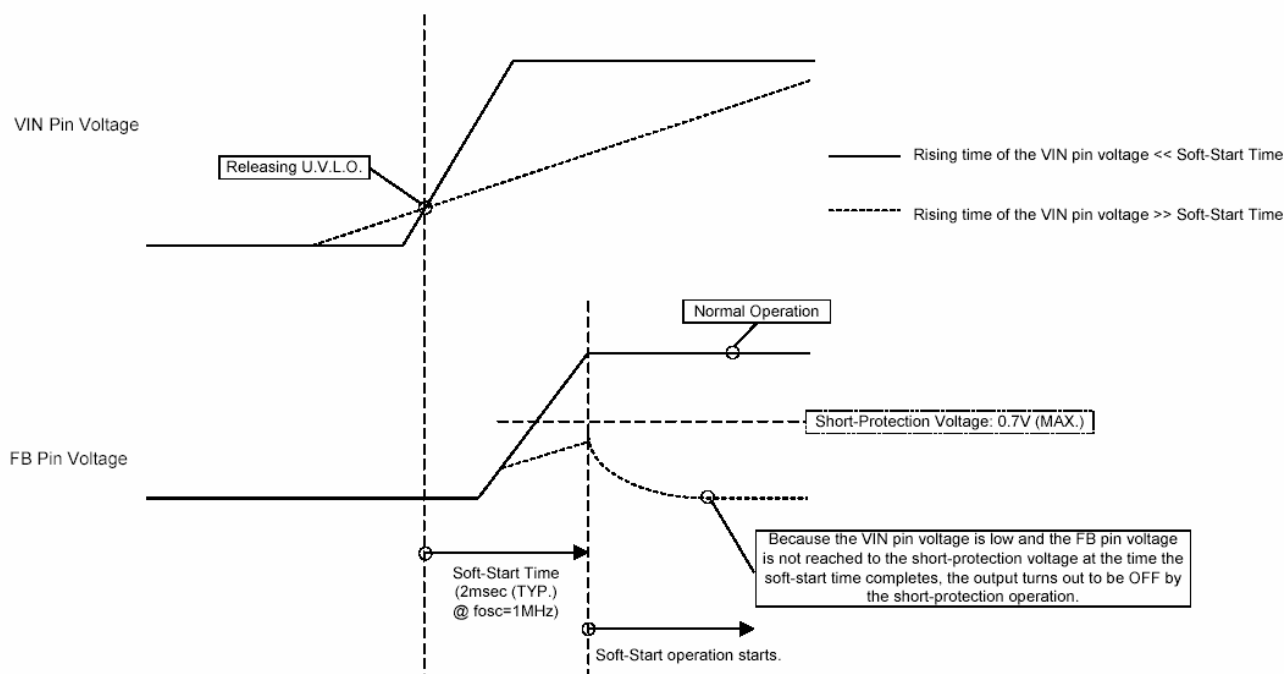 VIN Pin Voltage
Releasing U.V.L.O.
Rising time of the VIN pin voltage << Soft-Start Time
Rising time of the VIN pin voltage >> Soft-Start Time
Normal Operation
Short-Protection Voltage: 0.7V (MAX.)
FB Pin Voltage
Because the VIN pin voltage is low and the FB pin voltage
is not reached to the short-protection voltage at the time the
soft-start time completes, the output turns out to be OFF by
the short-protection operation.
Soft-Start Time
(2msec (TYP.)
@ fosc=1MHz)
Soft-Start operation starts.